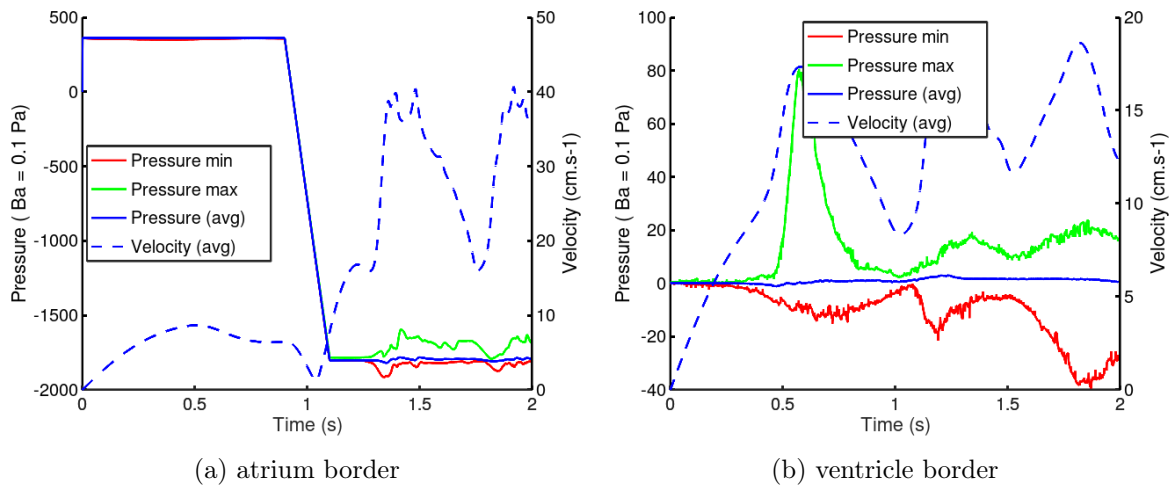 500
0
-500
-1000
-1500
-2000
Pressure ( Ba = 0.1 Pa)
Pressure min
Pressure max
Pressure (avg)
Velocity (avg)
50
40
30
20
10
0
Velocity (cm.s-1)
0 0.5 1 1.5 2
Time (s)
(a) atrium border
100
80
60
40
20
0
-20
-40
Pressure ( Ba = 0.1 Pa)
Pressure min
Pressure max
Pressure (avg)
Velocity (avg)
20
15
10
5
0
Velocity (cm.s-1)
0 0.5 1 1.5 2
Time (s)
(b) ventricle border